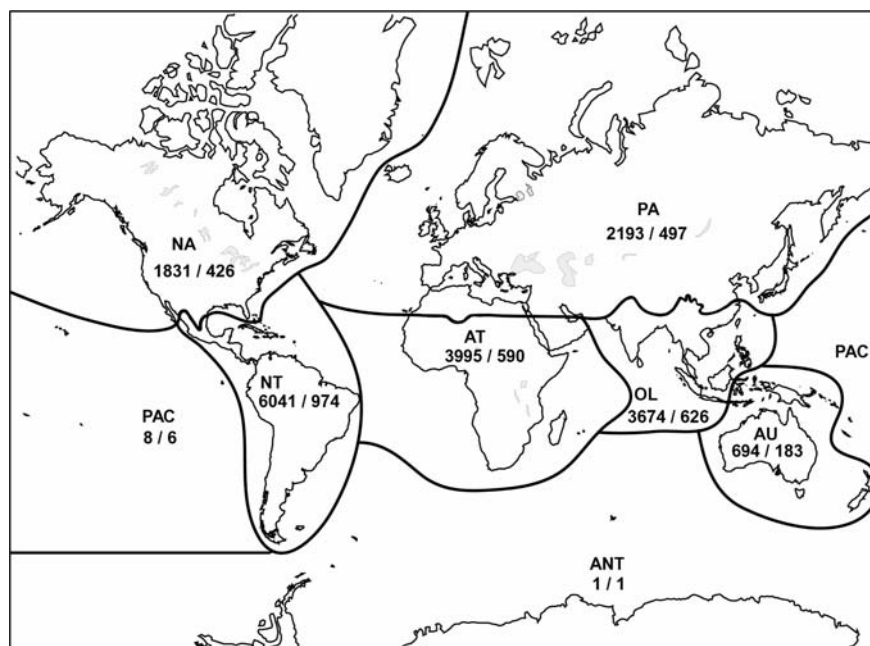 PA
2193 / 497
NA
1831 / 426
AT
3995 / 590
PAC
NT
6041 / 974
OL
3674 / 626
PAC
8 / 6
AU
694 / 183
ANT
1 / 1